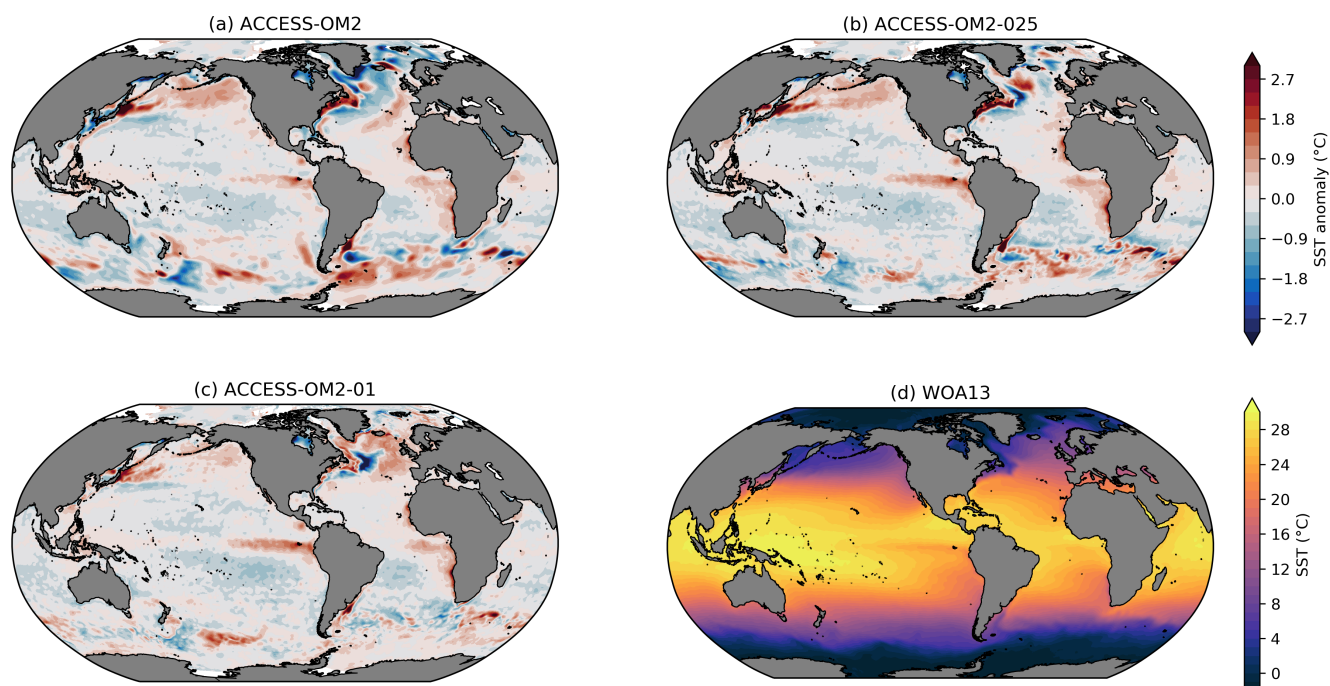 (a) ACCESS-OM2
(b) ACCESS-OM2-025
2.7
1.8
0.9
0.0
−0.9
−1.8
−2.7
SST anomaly (°C)
(c) ACCESS-OM2-01
(d) WOA13
28
24
20
16
12
8
4
0
SST (°C)